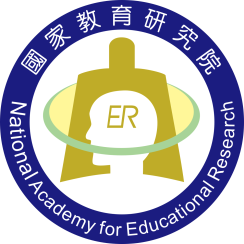 國家教育研究院
ER
National Academy for Educational Research